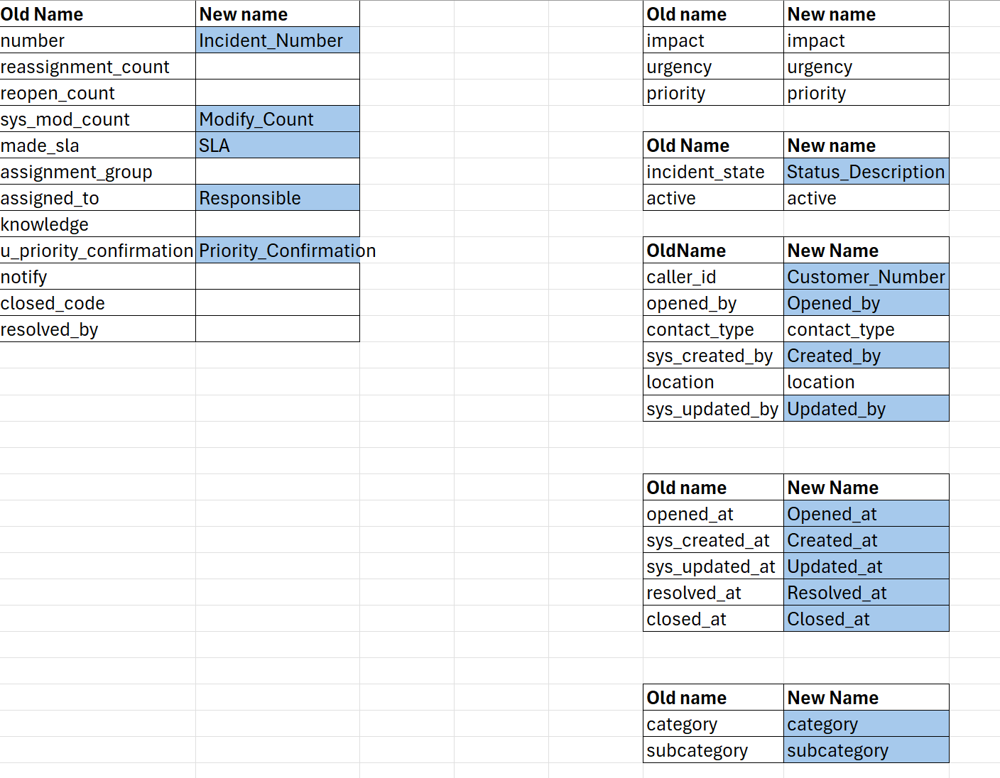 Old Name New name
number Incident_Number
reassignment_count
reopen_count
sys_mod_count Modify_Count
made_sla SLA
assignment_group
assigned_to Responsible
knowledge
u_priority_confirmation Priority_Confirmation
notify
closed_code
resolved_by
Old name New name
impact impact
urgency urgency
priority priority
Old Name New name
incident_state Status_Description
active active
OldName New Name
caller_id Customer_Number
opened_by Opened_by
contact_type contact_type
sys_created_by Created_by
location location
sys_updated_by Updated_by
Old name New Name
opened_at Opened_at
sys_created_at Created_at
sys_updated_at Updated_at
resolved_at Resolved_at
closed_at Closed_at
Old name New Name
category category
subcategory subcategory